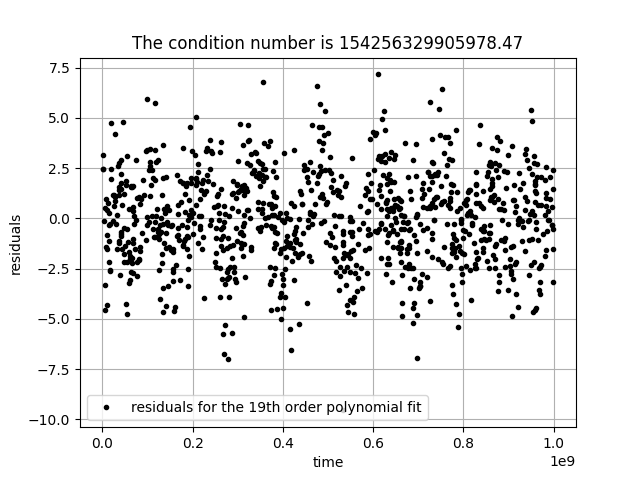 The condition number is 154256329905978.47
7.5
5.0
2.5
0.0
−2.5
−5.0
−7.5
−10.0
residuals
residuals for the 19th order polynomial fit
0.0 0.2 0.4 0.6 0.8 1.0
1e9
time